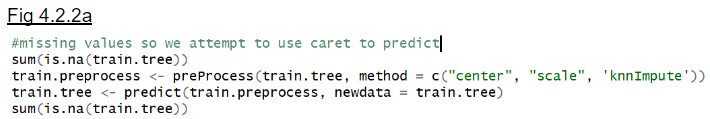 Fig 4.2.2a
#missing values so we attempt to use caret to predict
sum(is.na(train.tree))
train.preprocess <- preProcess(train.tree, method = c("center", "scale", 'knnImpute'))
train.tree <- predict(train.preprocess, newdata = train.tree)
sum(is.na(train.tree))